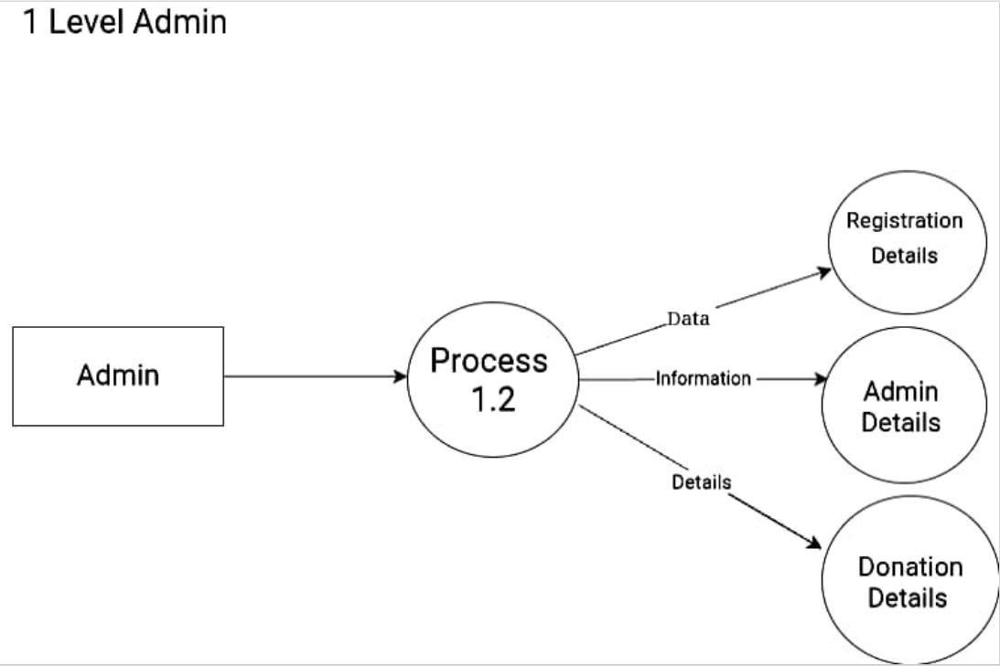 1 Level Admin
Registration
Details
Data
Process
1.2
Admin
Information
Admin
Details
Details
Donation
Details